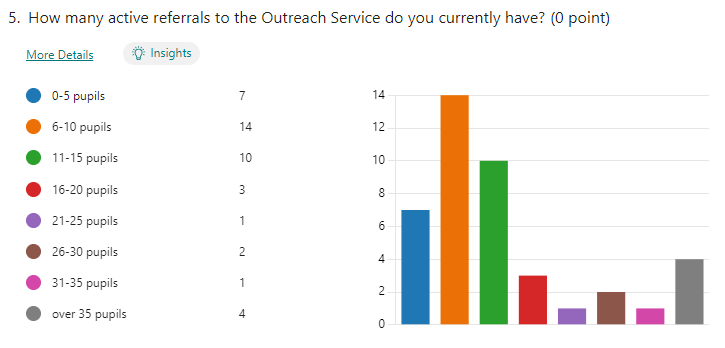 5. How many active referrals to the Outreach Service do you currently have? (0 point)
More Details
Insights
0-5 pupils 7
6-10 pupils 14
11-15 pupils 10
16-20 pupils 3
21-25 pupils 1
26-30 pupils 2
31-35 pupils 1
over 35 pupils 4
14
12
10
8
6
4
2
0